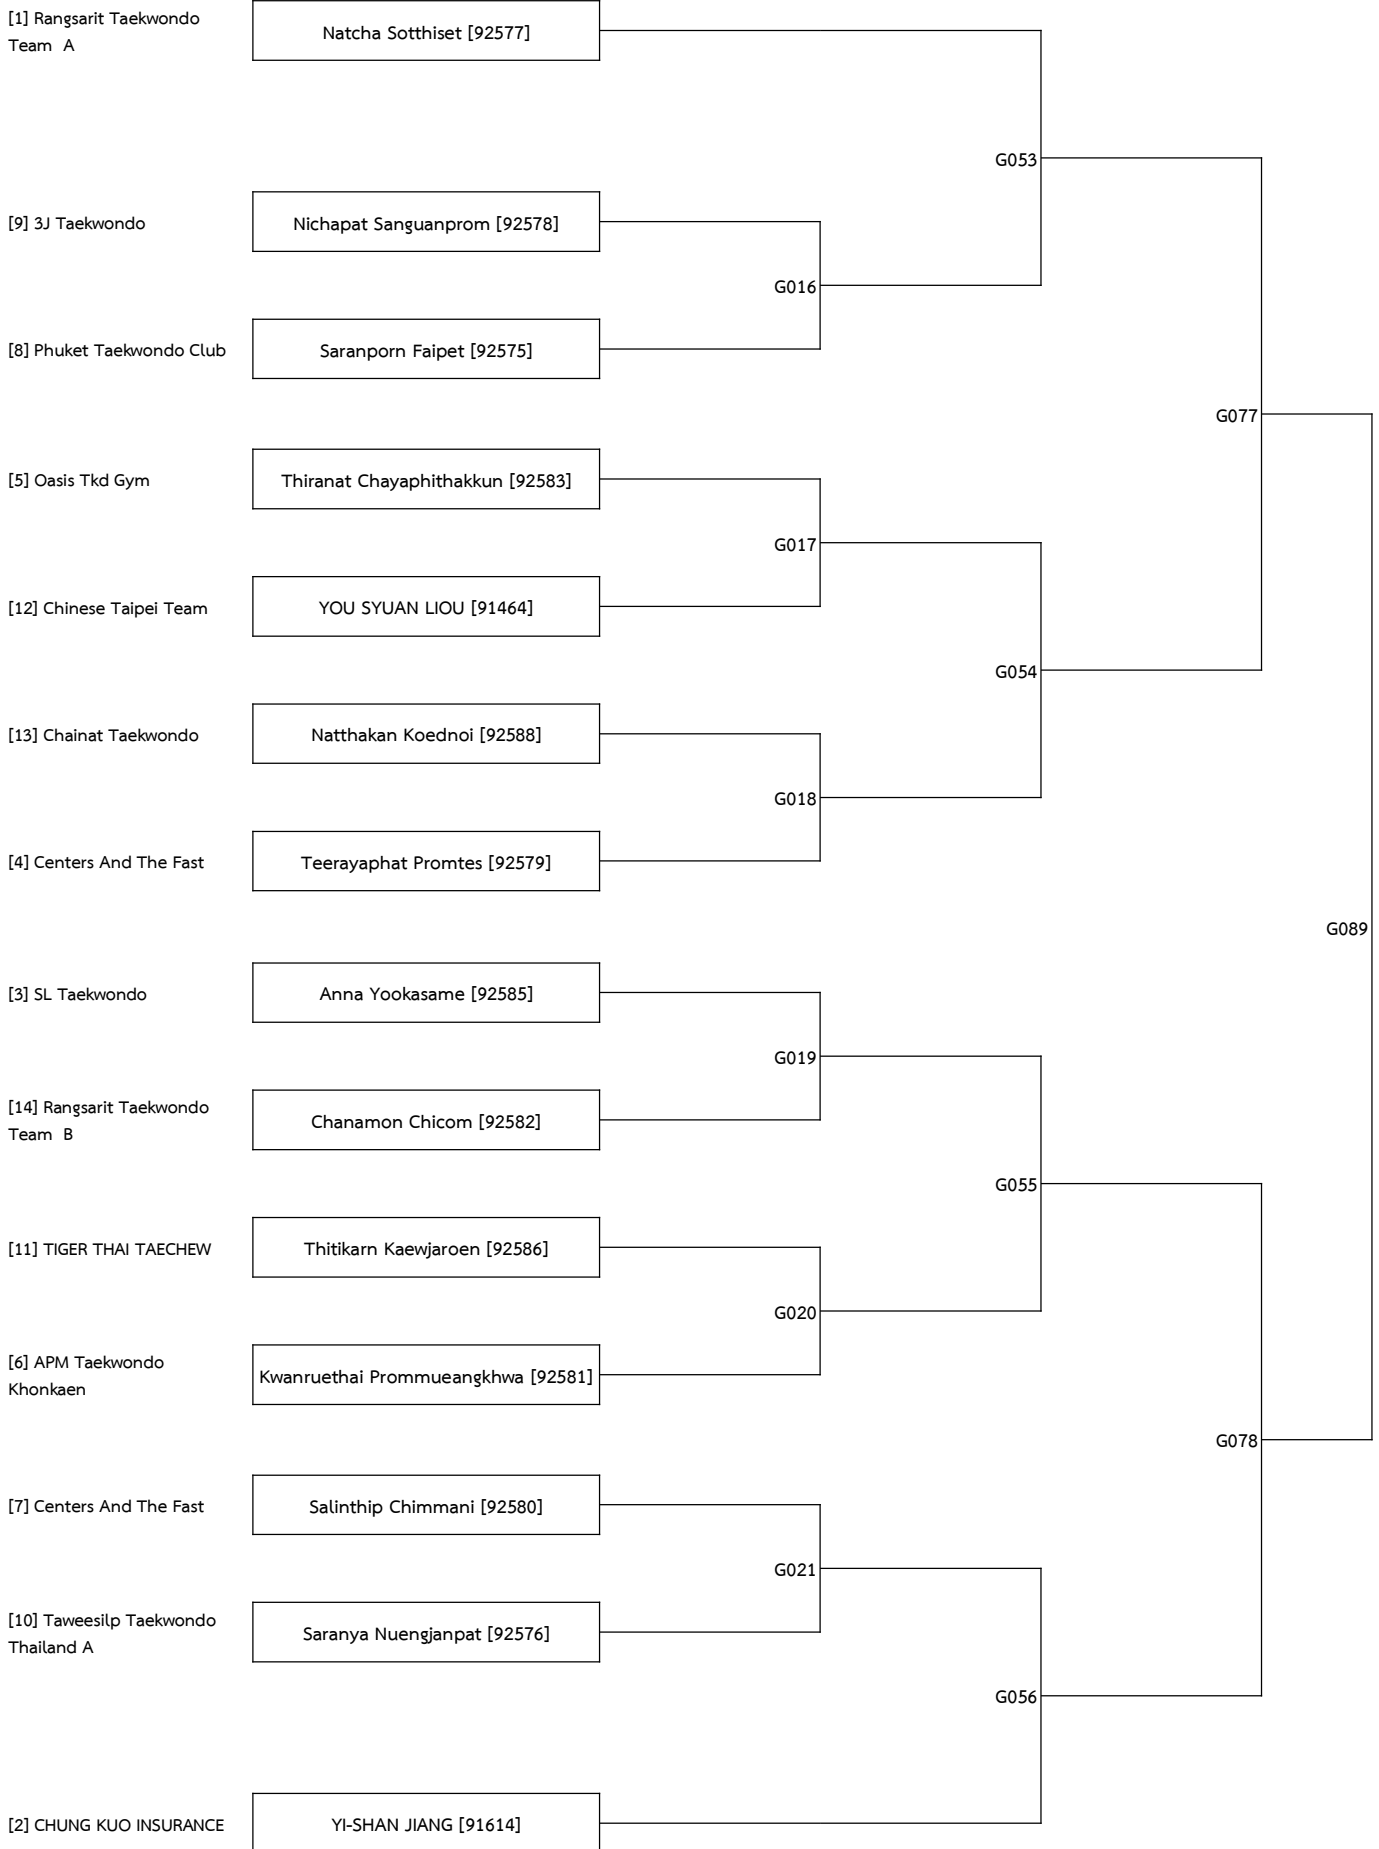 [1] Rangsarit Taekwondo
Team A
Natcha Sotthiset [92577]
G053
[9] 3J Taekwondo
Nichapat Sanguanprom [92578]
G016
[8] Phuket Taekwondo Club
Saranporn Faipet [92575]
G077
[5] Oasis Tkd Gym
Thiranat Chayaphithakkun [92583]
G017
[12] Chinese Taipei Team
YOU SYUAN LIOU [91464]
G054
[13] Chainat Taekwondo
Natthakan Koednoi [92588]
G018
[4] Centers And The Fast
Teerayaphat Promtes [92579]
G089
[3] SL Taekwondo
Anna Yookasame [92585]
G019
[14] Rangsarit Taekwondo
Team B
Chanamon Chicom [92582]
G055
[11] TIGER THAI TAECHEW
Thitikarn Kaewjaroen [92586]
G020
[6] APM Taekwondo
Khonkaen
Kwanruethai Prommueangkhwa [92581]
G078
[7] Centers And The Fast
Salinthip Chimmani [92580]
G021
[10] Taweesilp Taekwondo
Thailand A
Saranya Nuengjanpat [92576]
G056
[2] CHUNG KUO INSURANCE
YI-SHAN JIANG [91614]